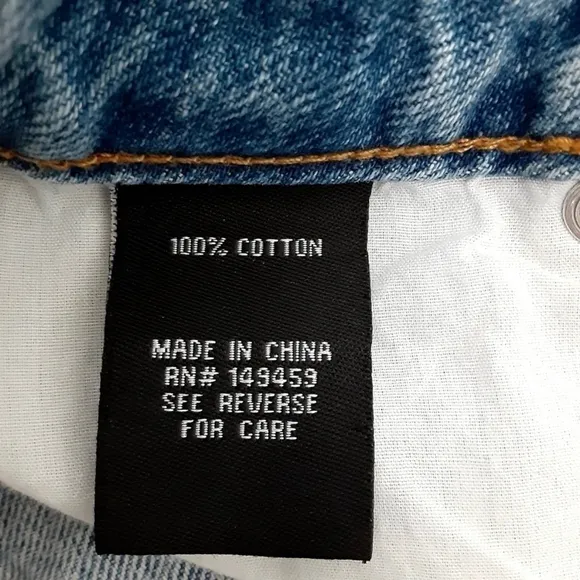 100% COTTON
MADE IN CHINA
RN# 149459
SEE REVERSE
FOR CARE